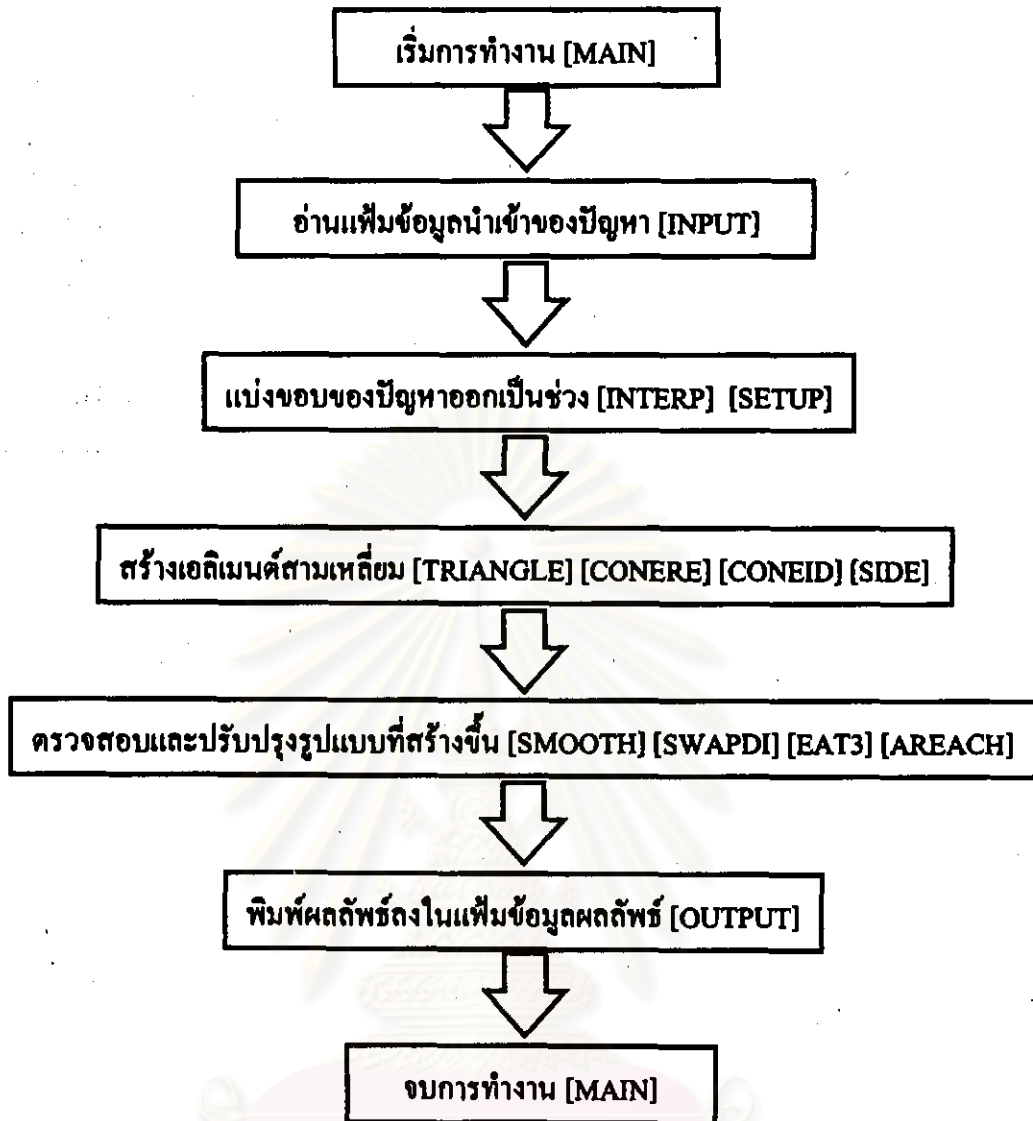 เริ่มการทำงาน [MAIN]
อ่านแฟ้มข้อมูลนำเข้าของปัญหา [INPUT]
แบ่งขอบของปัญหาออกเป็นช่วง [INTERP] [SETUP]
สร้างเอลิเมนต์สามเหลี่ยม [TRIANGLE] [CONERE] [CONEID] [SIDE]
ตรวจสอบและปรับปรุงรูปแบบที่สร้างขึ้น [SMOOTH] [SWAPDI] [EAT3] [AREACH]
พิมพ์ผลลัพธ์ลงในแฟ้มข้อมูลผลลัพธ์ [OUTPUT]
จบการทำงาน [MAIN]